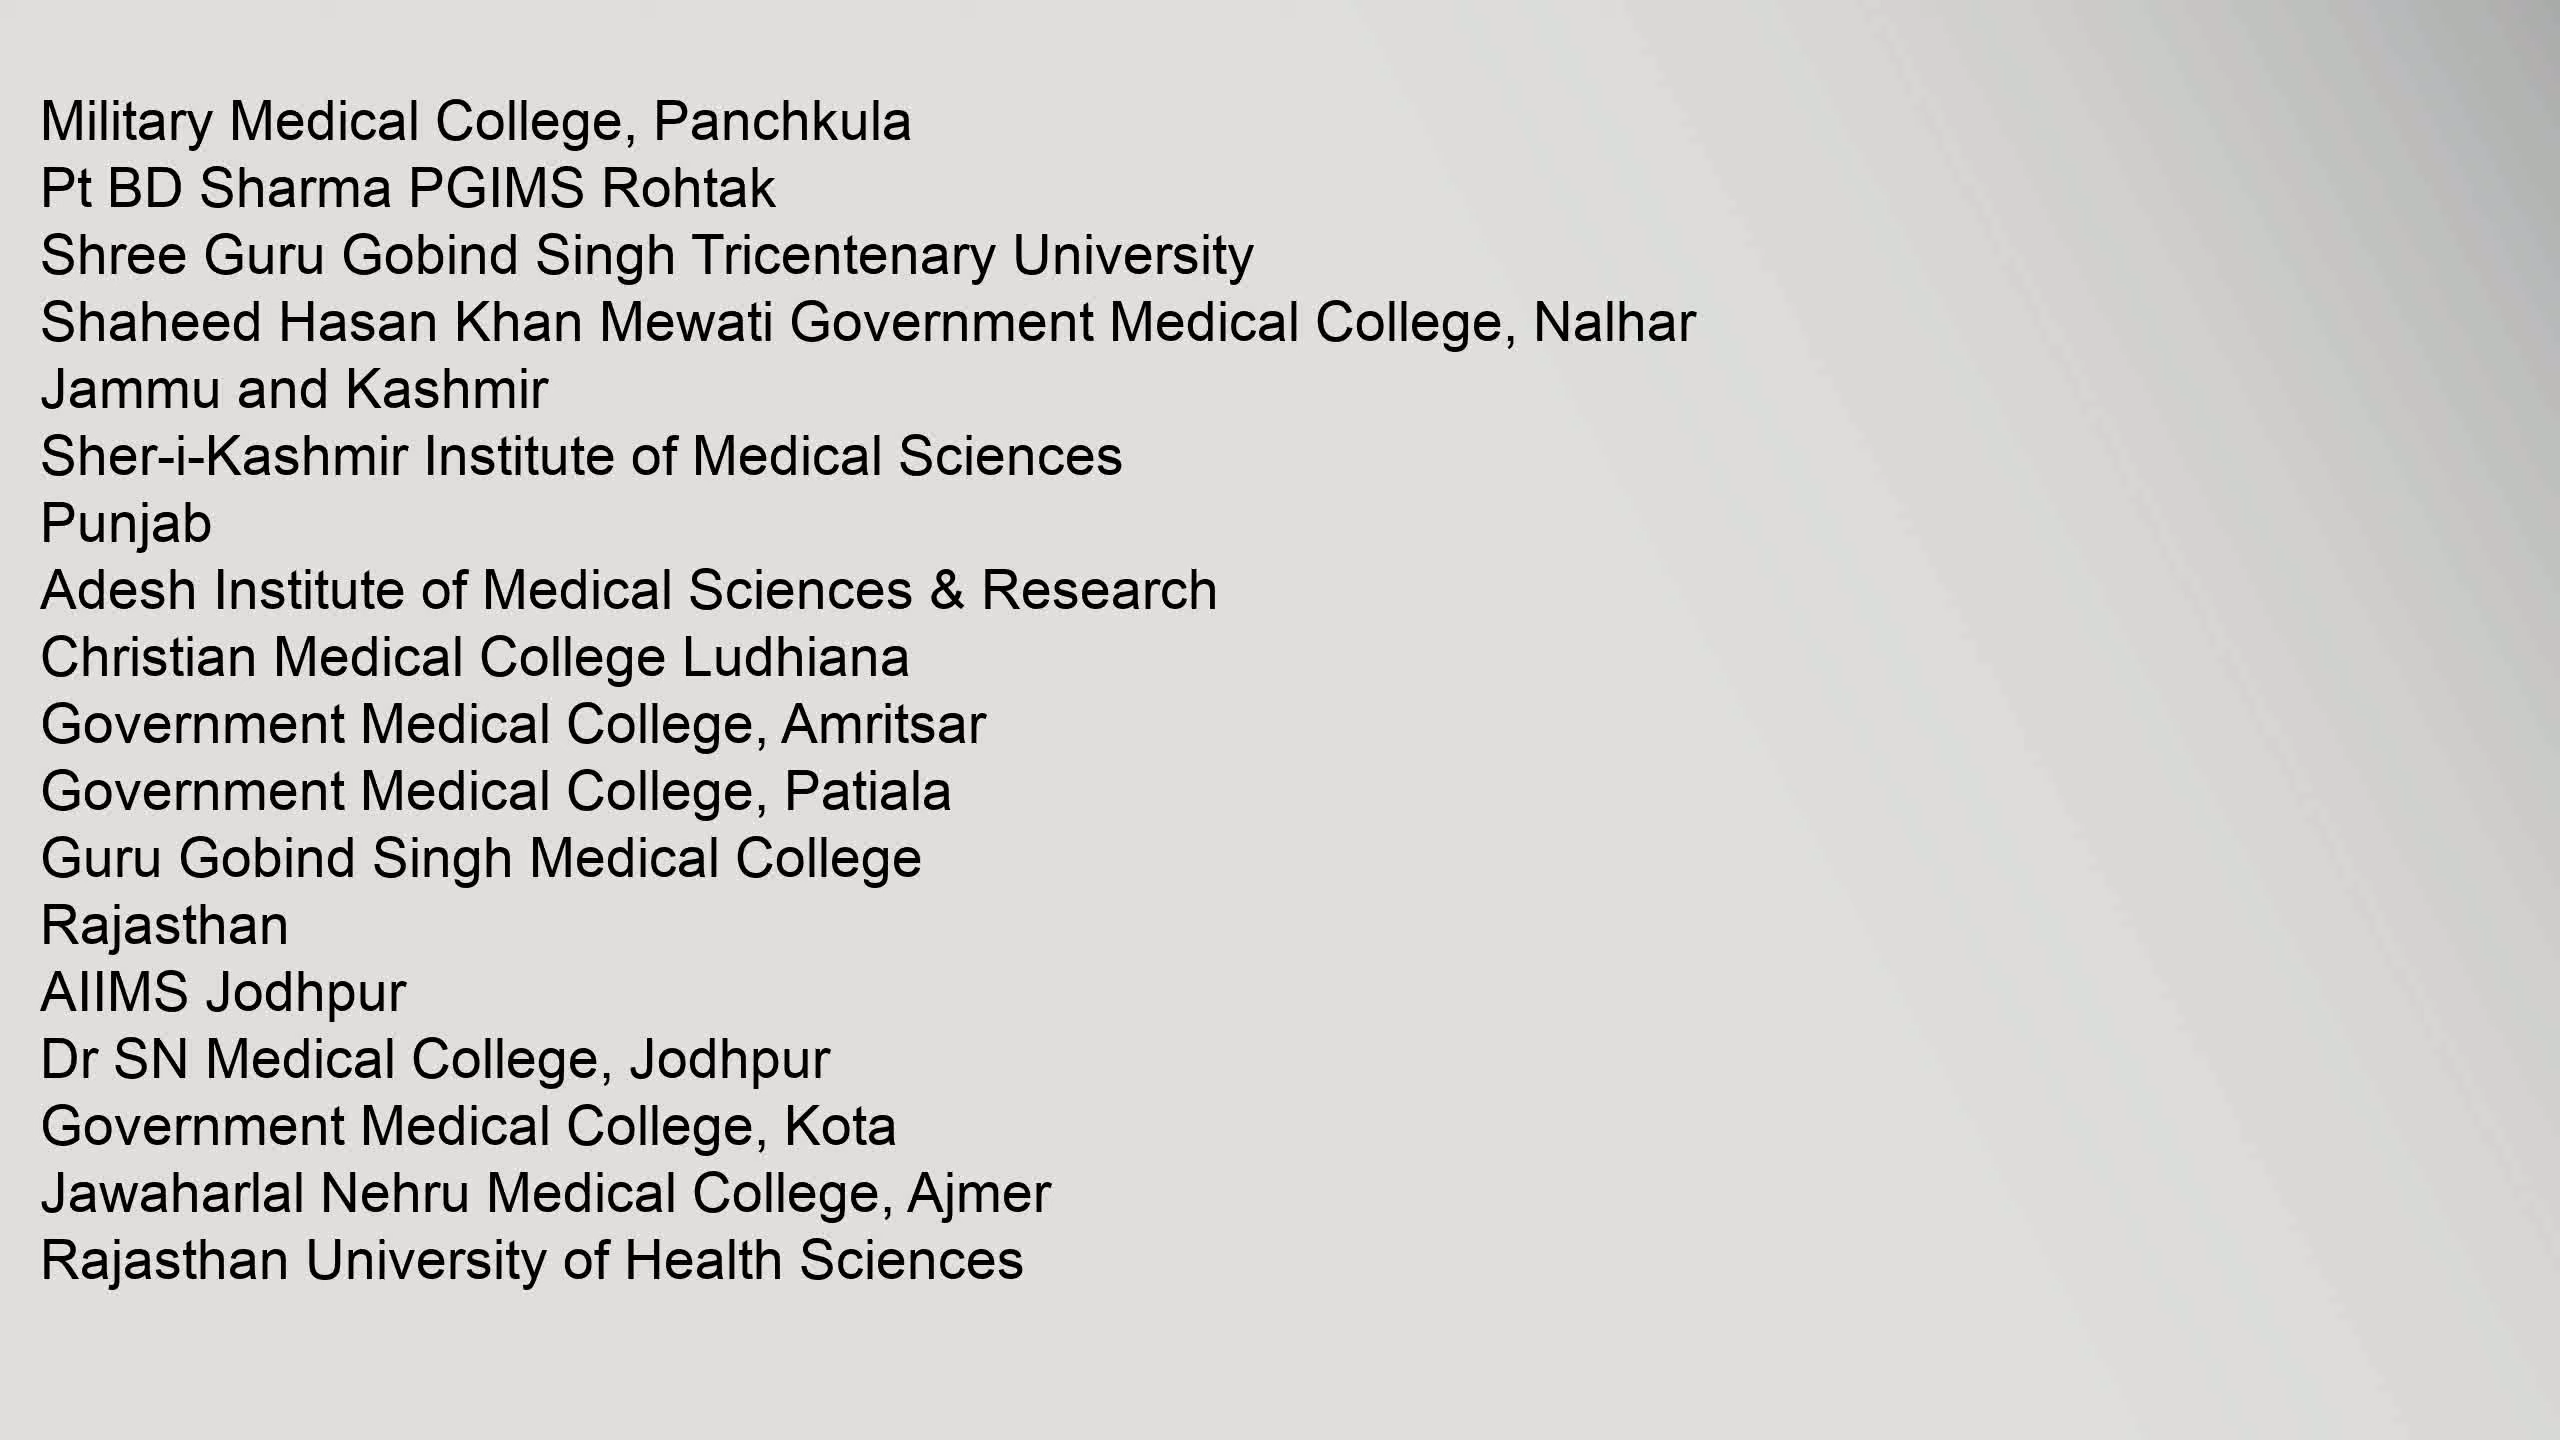 Military Medical College, Panchkula
Pt BD Sharma PGIMS Rohtak
Shree Guru Gobind Singh Tricentenary University
Shaheed Hasan Khan Mewati Government Medical College, Nalhar
Jammu and Kashmir
Sher-i-Kashmir Institute of Medical Sciences
Punjab
Adesh Institute of Medical Sciences & Research
Christian Medical College Ludhiana
Government Medical College, Amritsar
Government Medical College, Patiala
Guru Gobind Singh Medical College
Rajasthan
AIIMS Jodhpur
Dr SN Medical College, Jodhpur
Government Medical College, Kota
Jawaharlal Nehru Medical College, Ajmer
Rajasthan University of Health Sciences